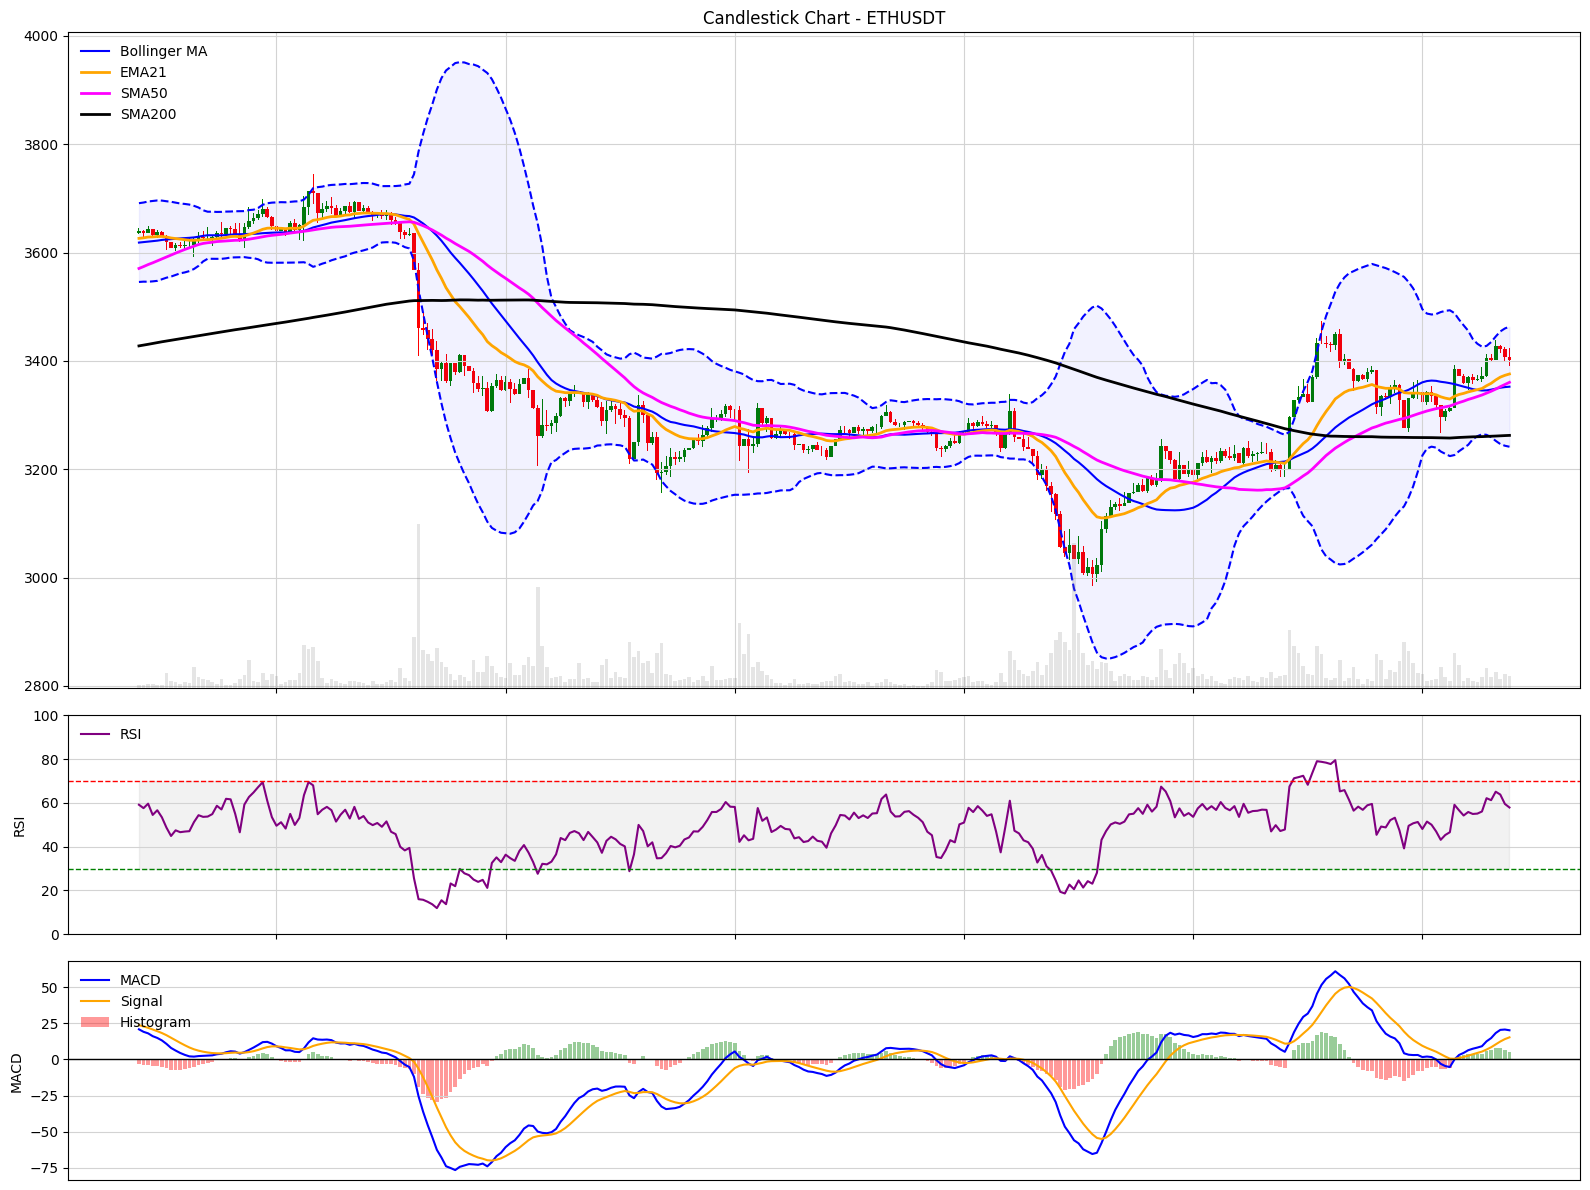 Candlestick Chart - ETHUSDT
4000
3800
3600
3400
3200
3000
2800
Bollinger MA
EMA21
SMA50
SMA200
100
80
60
40
20
0
RSI
RSI
50
25
0
−25
−50
−75
MACD
MACD
Signal
Histogram